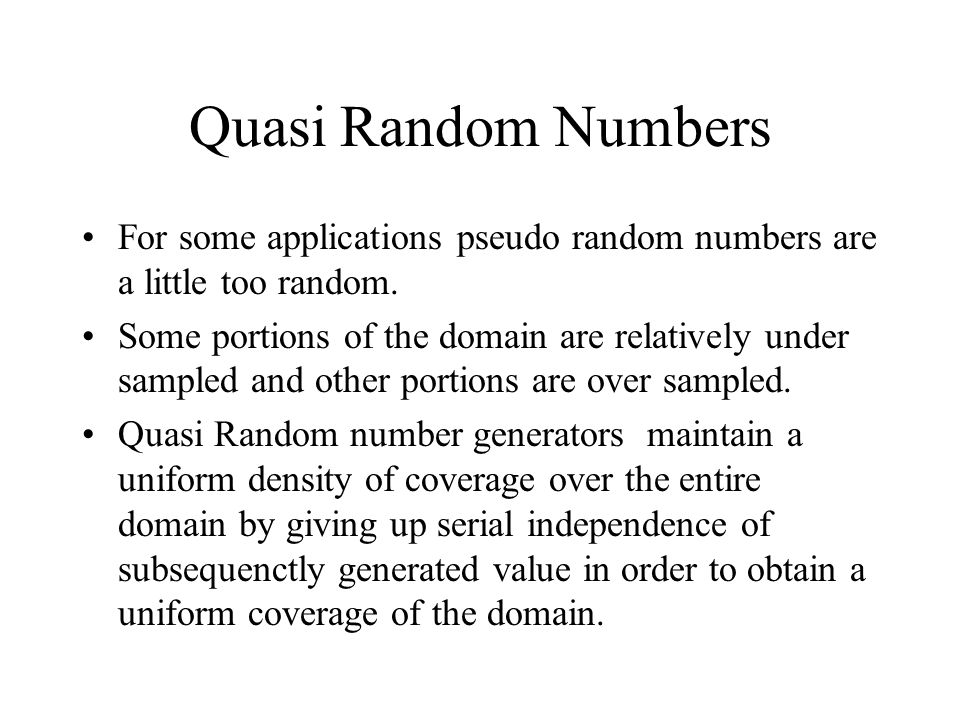 Quasi Random Numbers
• For some applications pseudo random numbers are
a little too random.
• Some portions of the domain are relatively under
sampled and other portions are over sampled.
• Quasi Random number generators  maintain a
uniform density of coverage over the entire
domain by giving up serial independence of
subsequenctly generated value in order to obtain a
uniform coverage of the domain.